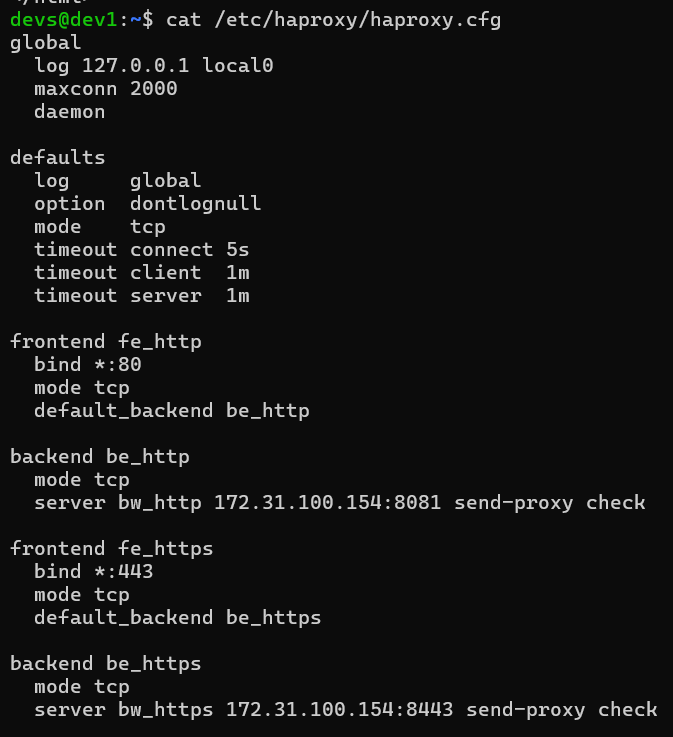 </html>
devs@dev1:~$ cat /etc/haproxy/haproxy.cfg
global
  log 127.0.0.1 local0
  maxconn 2000
  daemon

defaults
  log     global
  option  dontlognull
  mode    tcp
  timeout connect 5s
  timeout client  1m
  timeout server  1m

frontend fe_http
  bind *:80
  mode tcp
  default_backend be_http

backend be_http
  mode tcp
  server bw_http 172.31.100.154:8081 send-proxy check

frontend fe_https
  bind *:443
  mode tcp
  default_backend be_https

backend be_https
  mode tcp
  server bw_https 172.31.100.154:8443 send-proxy check